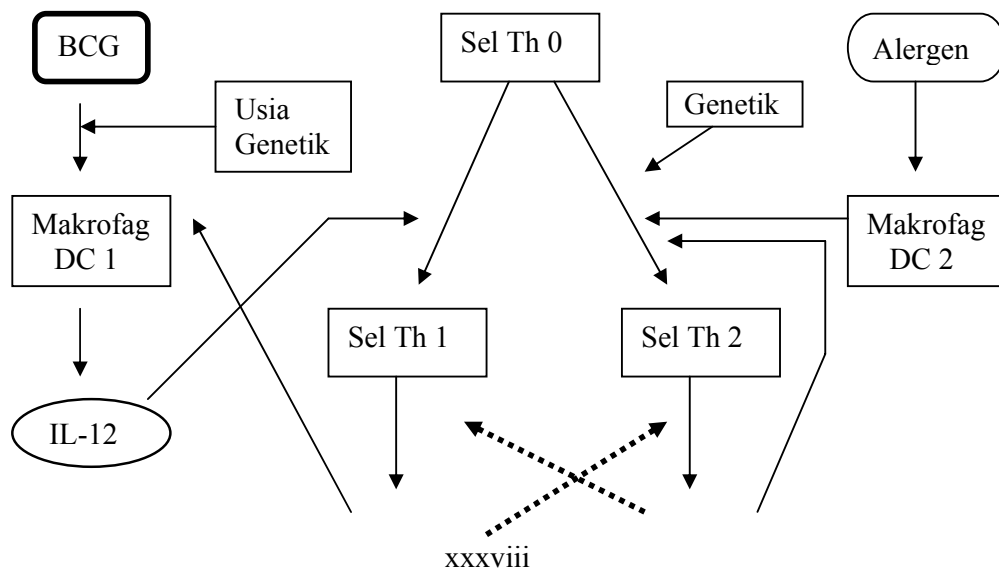 BCG
Sel Th 0
Alergen
Usia
Genetik
Genetik
Makrofag
DC 1
Makrofag
DC 2
Sel Th 1
Sel Th 2
IL-12
xxxviii